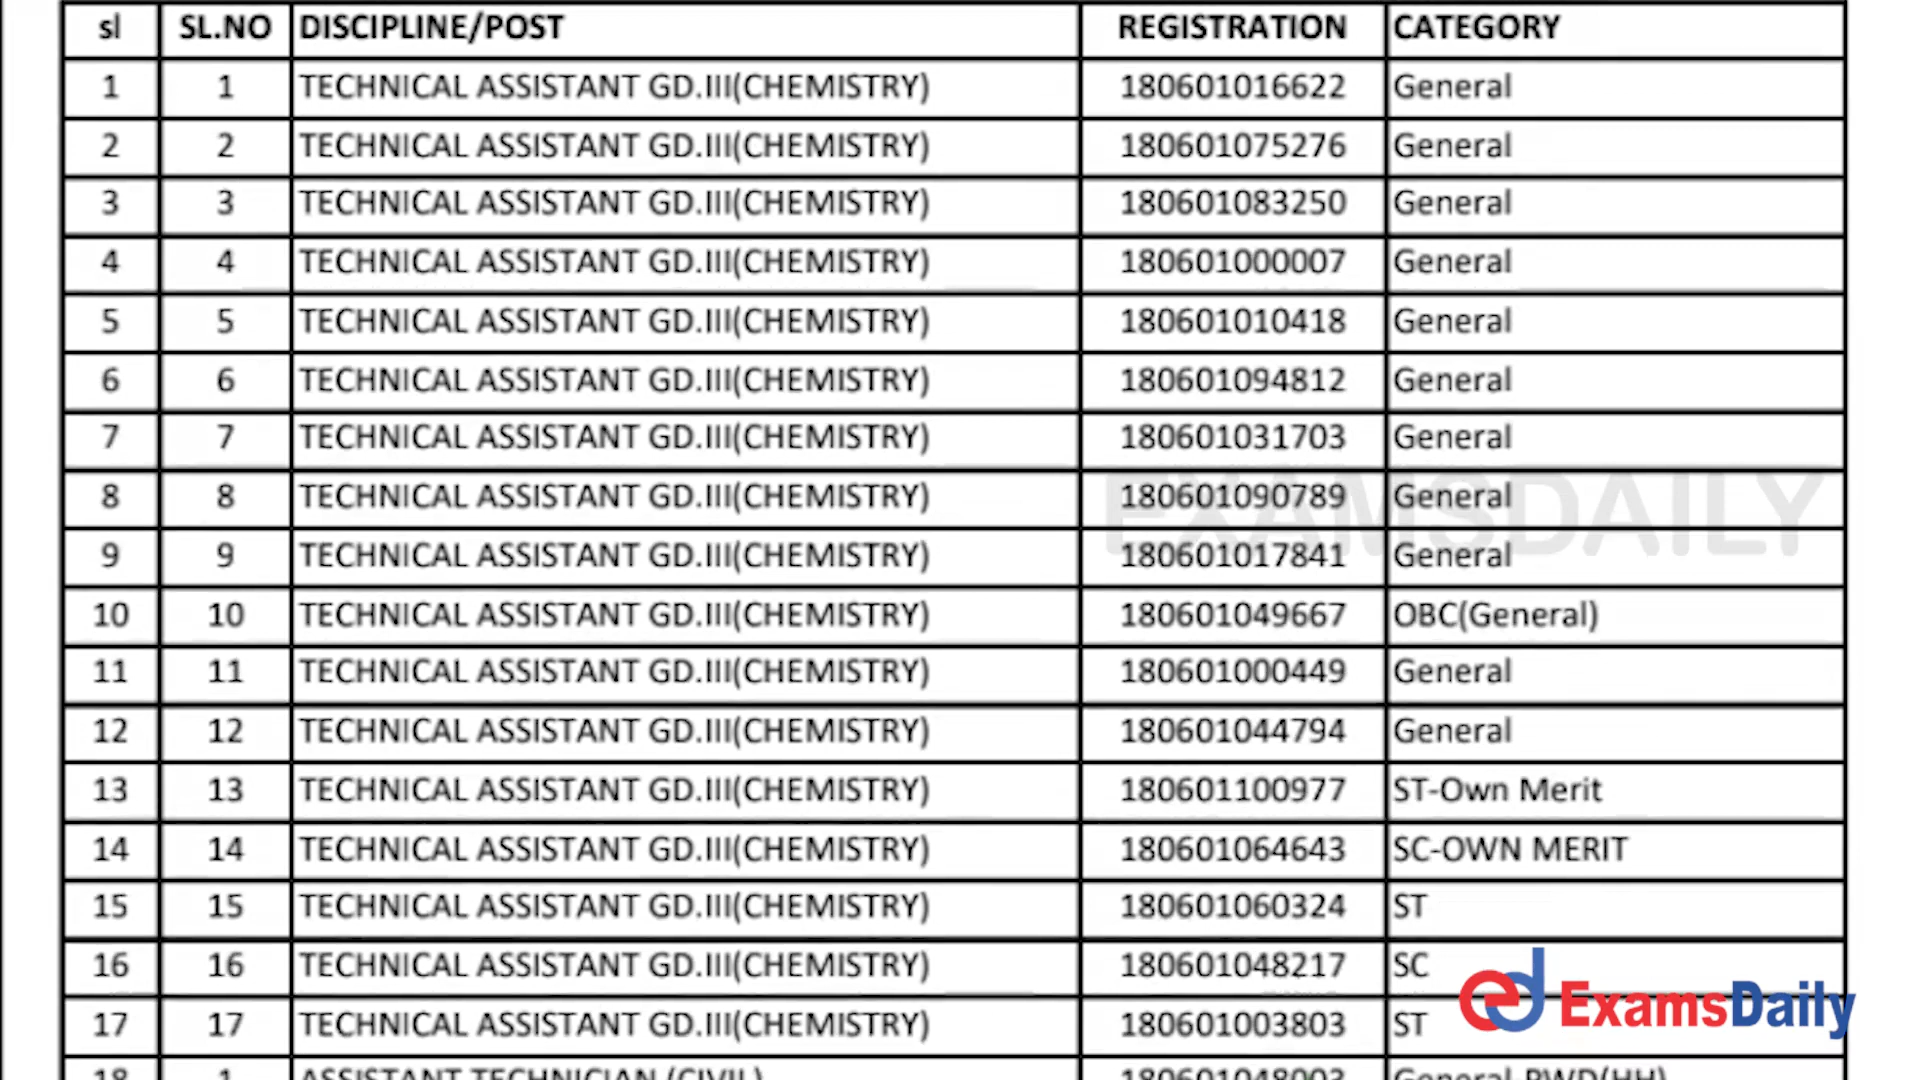 sl SL.NO DISCIPLINE/POST REGISTRATION CATEGORY
1 1 TECHNICAL ASSISTANT GD.III(CHEMISTRY) 180601016622 General
2 2 TECHNICAL ASSISTANT GD.III(CHEMISTRY) 180601075276 General
3 3 TECHNICAL ASSISTANT GD.III(CHEMISTRY) 180601083250 General
4 4 TECHNICAL ASSISTANT GD.III(CHEMISTRY) 180601000007 General
5 5 TECHNICAL ASSISTANT GD.III(CHEMISTRY) 180601010418 General
6 6 TECHNICAL ASSISTANT GD.III(CHEMISTRY) 180601094812 General
7 7 TECHNICAL ASSISTANT GD.III(CHEMISTRY) 180601031703 General
8 8 TECHNICAL ASSISTANT GD.III(CHEMISTRY) 180601090789 General
EXAMSDAILY
9 9 TECHNICAL ASSISTANT GD.III(CHEMISTRY) 180601017841 General
10 10 TECHNICAL ASSISTANT GD.III(CHEMISTRY) 180601049667 OBC(General)
11 11 TECHNICAL ASSISTANT GD.III(CHEMISTRY) 180601000449 General
12 12 TECHNICAL ASSISTANT GD.III(CHEMISTRY) 180601044794 General
13 13 TECHNICAL ASSISTANT GD.III(CHEMISTRY) 180601100977 ST-Own Merit
14 14 TECHNICAL ASSISTANT GD.III(CHEMISTRY) 180601064643 SC-OWN MERIT
15 15 TECHNICAL ASSISTANT GD.III(CHEMISTRY) 180601060324 ST
16 16 TECHNICAL ASSISTANT GD.III(CHEMISTRY) 180601048217 SC
17 17 TECHNICAL ASSISTANT GD.III(CHEMISTRY) 180601003803 ST
ed ExamsDaily
18 1 ASSISTANT TECHNICIAN (CIVIL) 180601048003 General-PWD(HH)